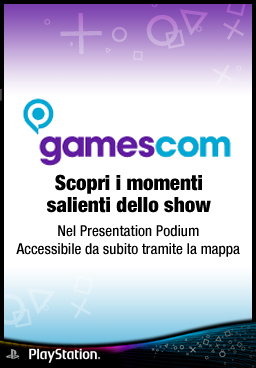 gamescom
Scopri i momenti
salienti dello show
Nel Presentation Podium
Accessibile da subito tramite la mappa
PlayStation.